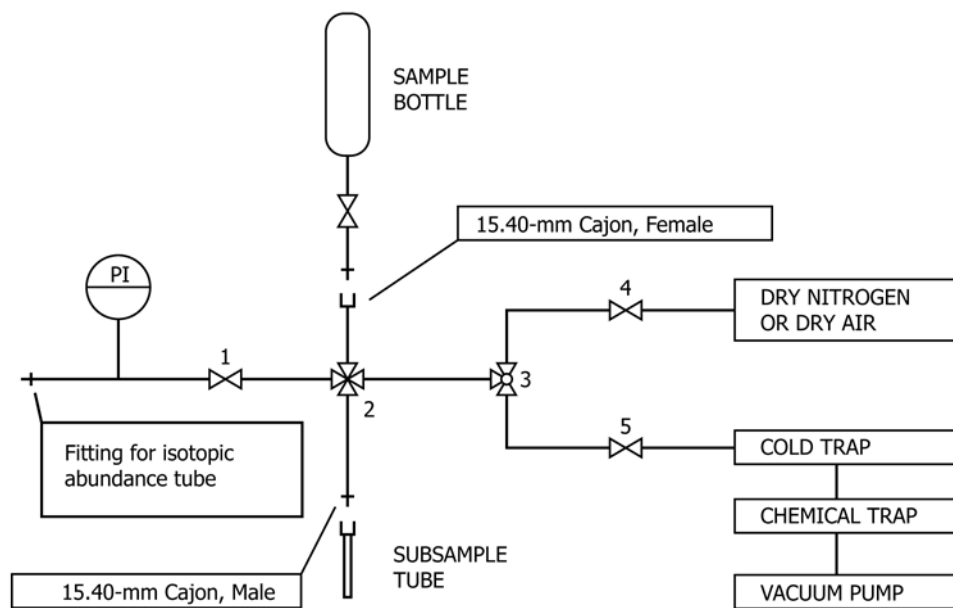 SAMPLE
BOTTLE
15.40-mm Cajon, Female
PI
4
DRY NITROGEN
OR DRY AIR
1
3
2
5
Fitting for isotopic
abundance tube
COLD TRAP
CHEMICAL TRAP
SUBSAMPLE
TUBE
15.40-mm Cajon, Male
VACUUM PUMP